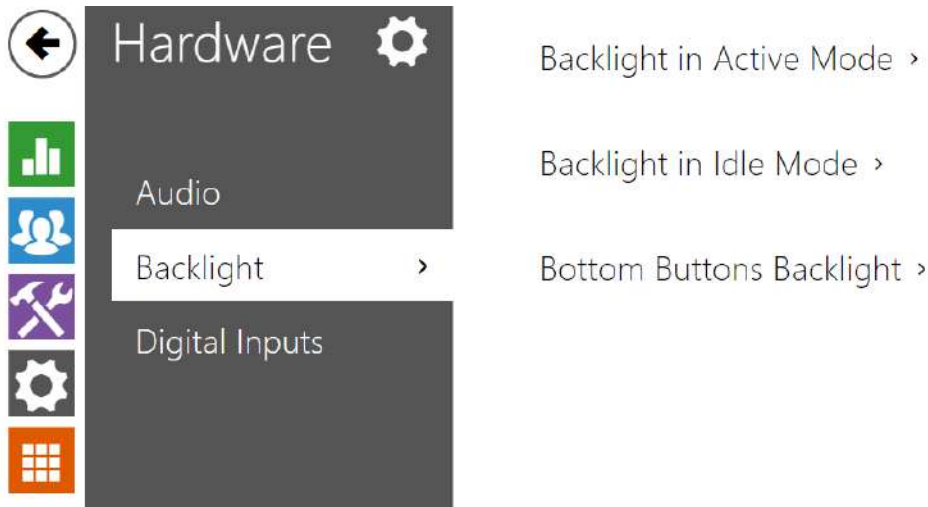 Hardware
Audio
Backlight
Digital Inputs
Backlight in Active Mode ›
Backlight in Idle Mode ›
Bottom Buttons Backlight ›